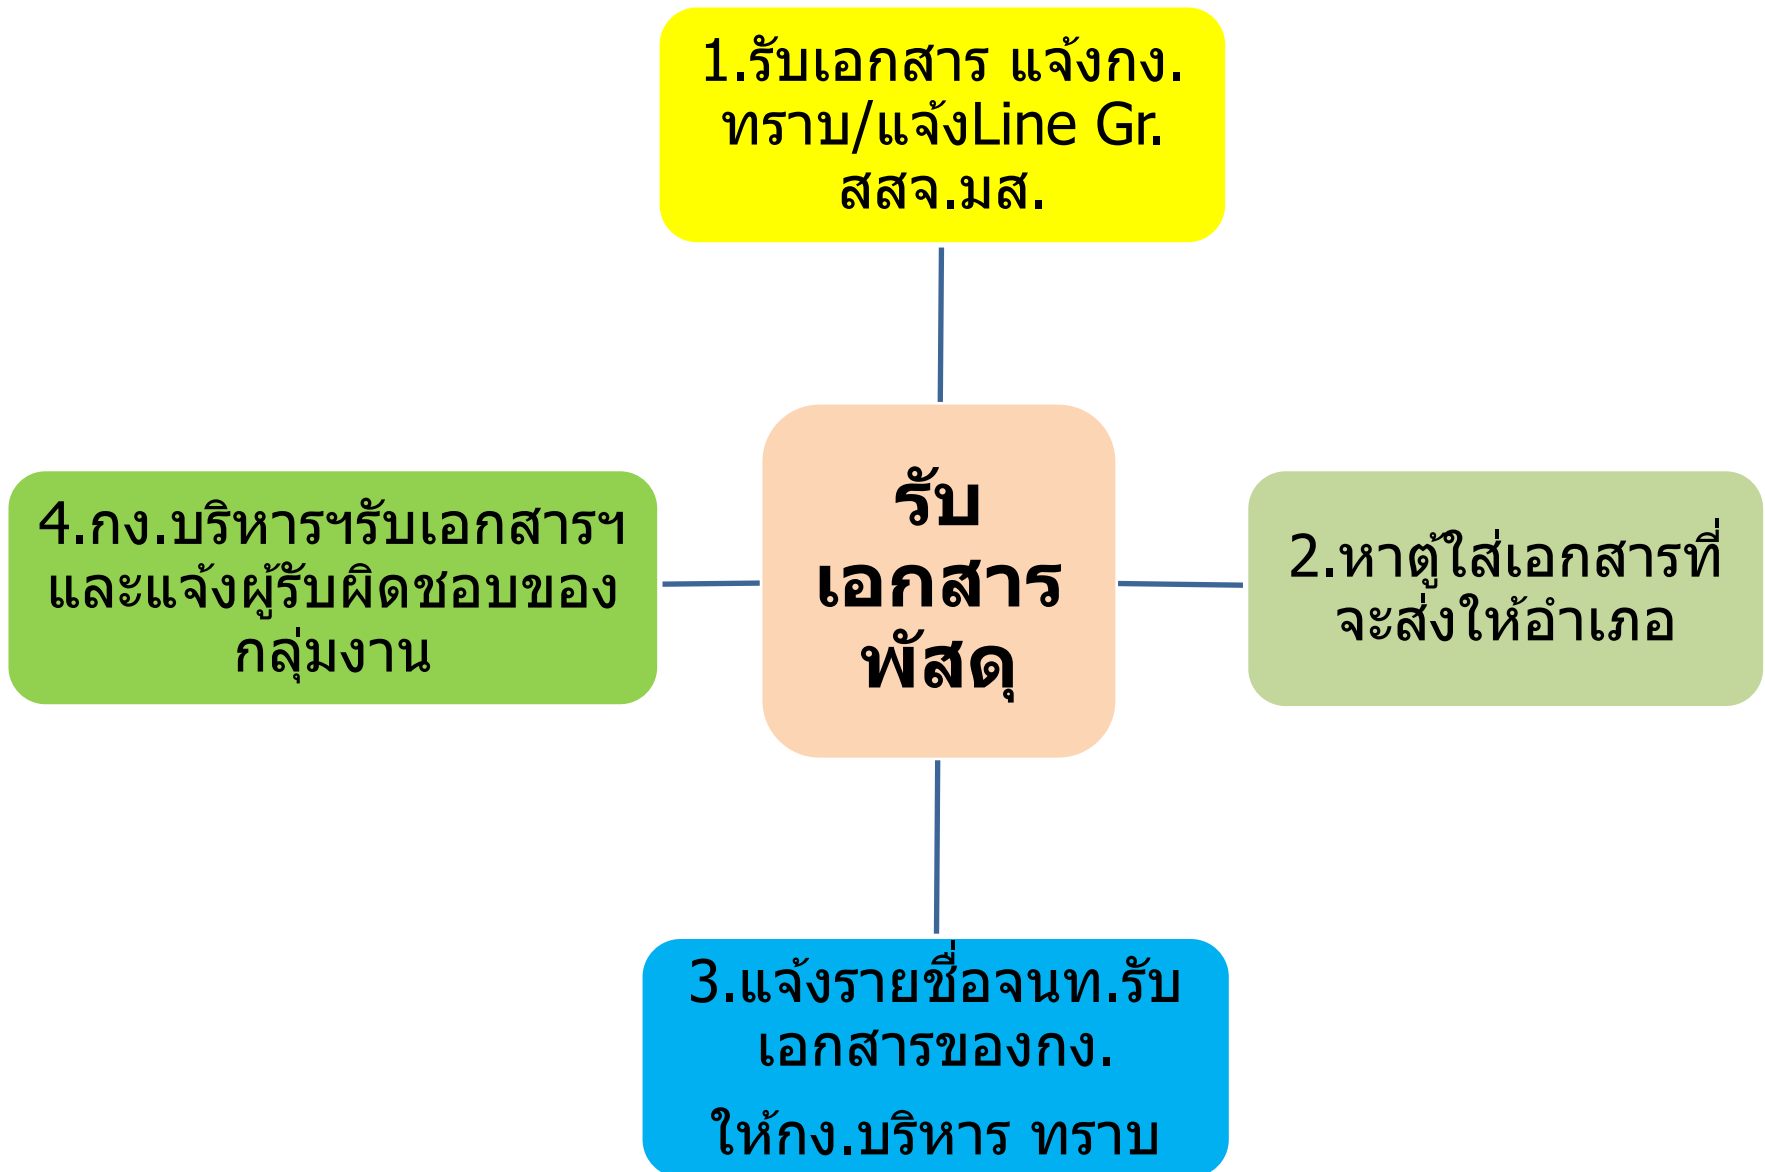 1.รับเอกสาร แจ้งกง.
ทราบ/แจ้งLine Gr.
สสจ.มส.
รับ
เอกสาร
พัสดุ
2.หาตู้ใส่เอกสารที่
จะส่งให้อำเภอ
3.แจ้งรายชื่อจนท.รับ
เอกสารของกง.
ให้กง.บริหาร ทราบ
4.กง.บริหารฯรับเอกสารฯ
และแจ้งผู้รับผิดชอบของ
กลุ่มงาน